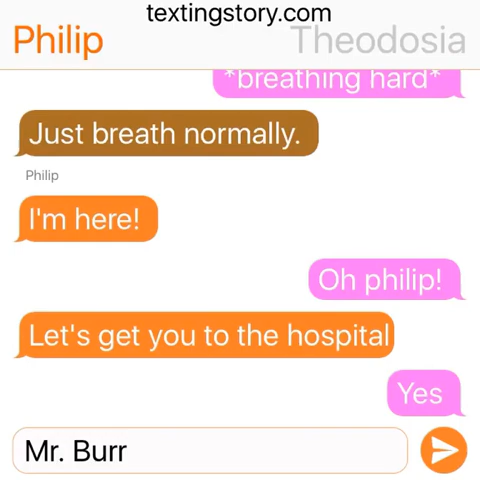 textingstory.com
Philip Theodosia
*breathing hard*
Just breath normally.
Philip
I'm here!
Oh philip!
Let's get you to the hospital
Yes
Mr. Burr